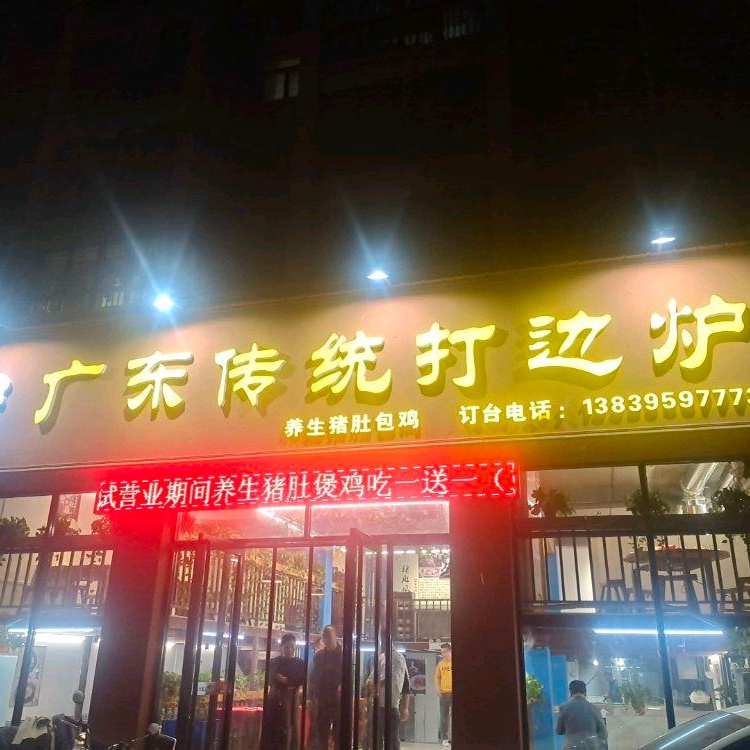 广东传统打边炉
养生猪肚包鸡 订台电话：13839597773
试营业期间养生猪肚煲鸡吃一送一（